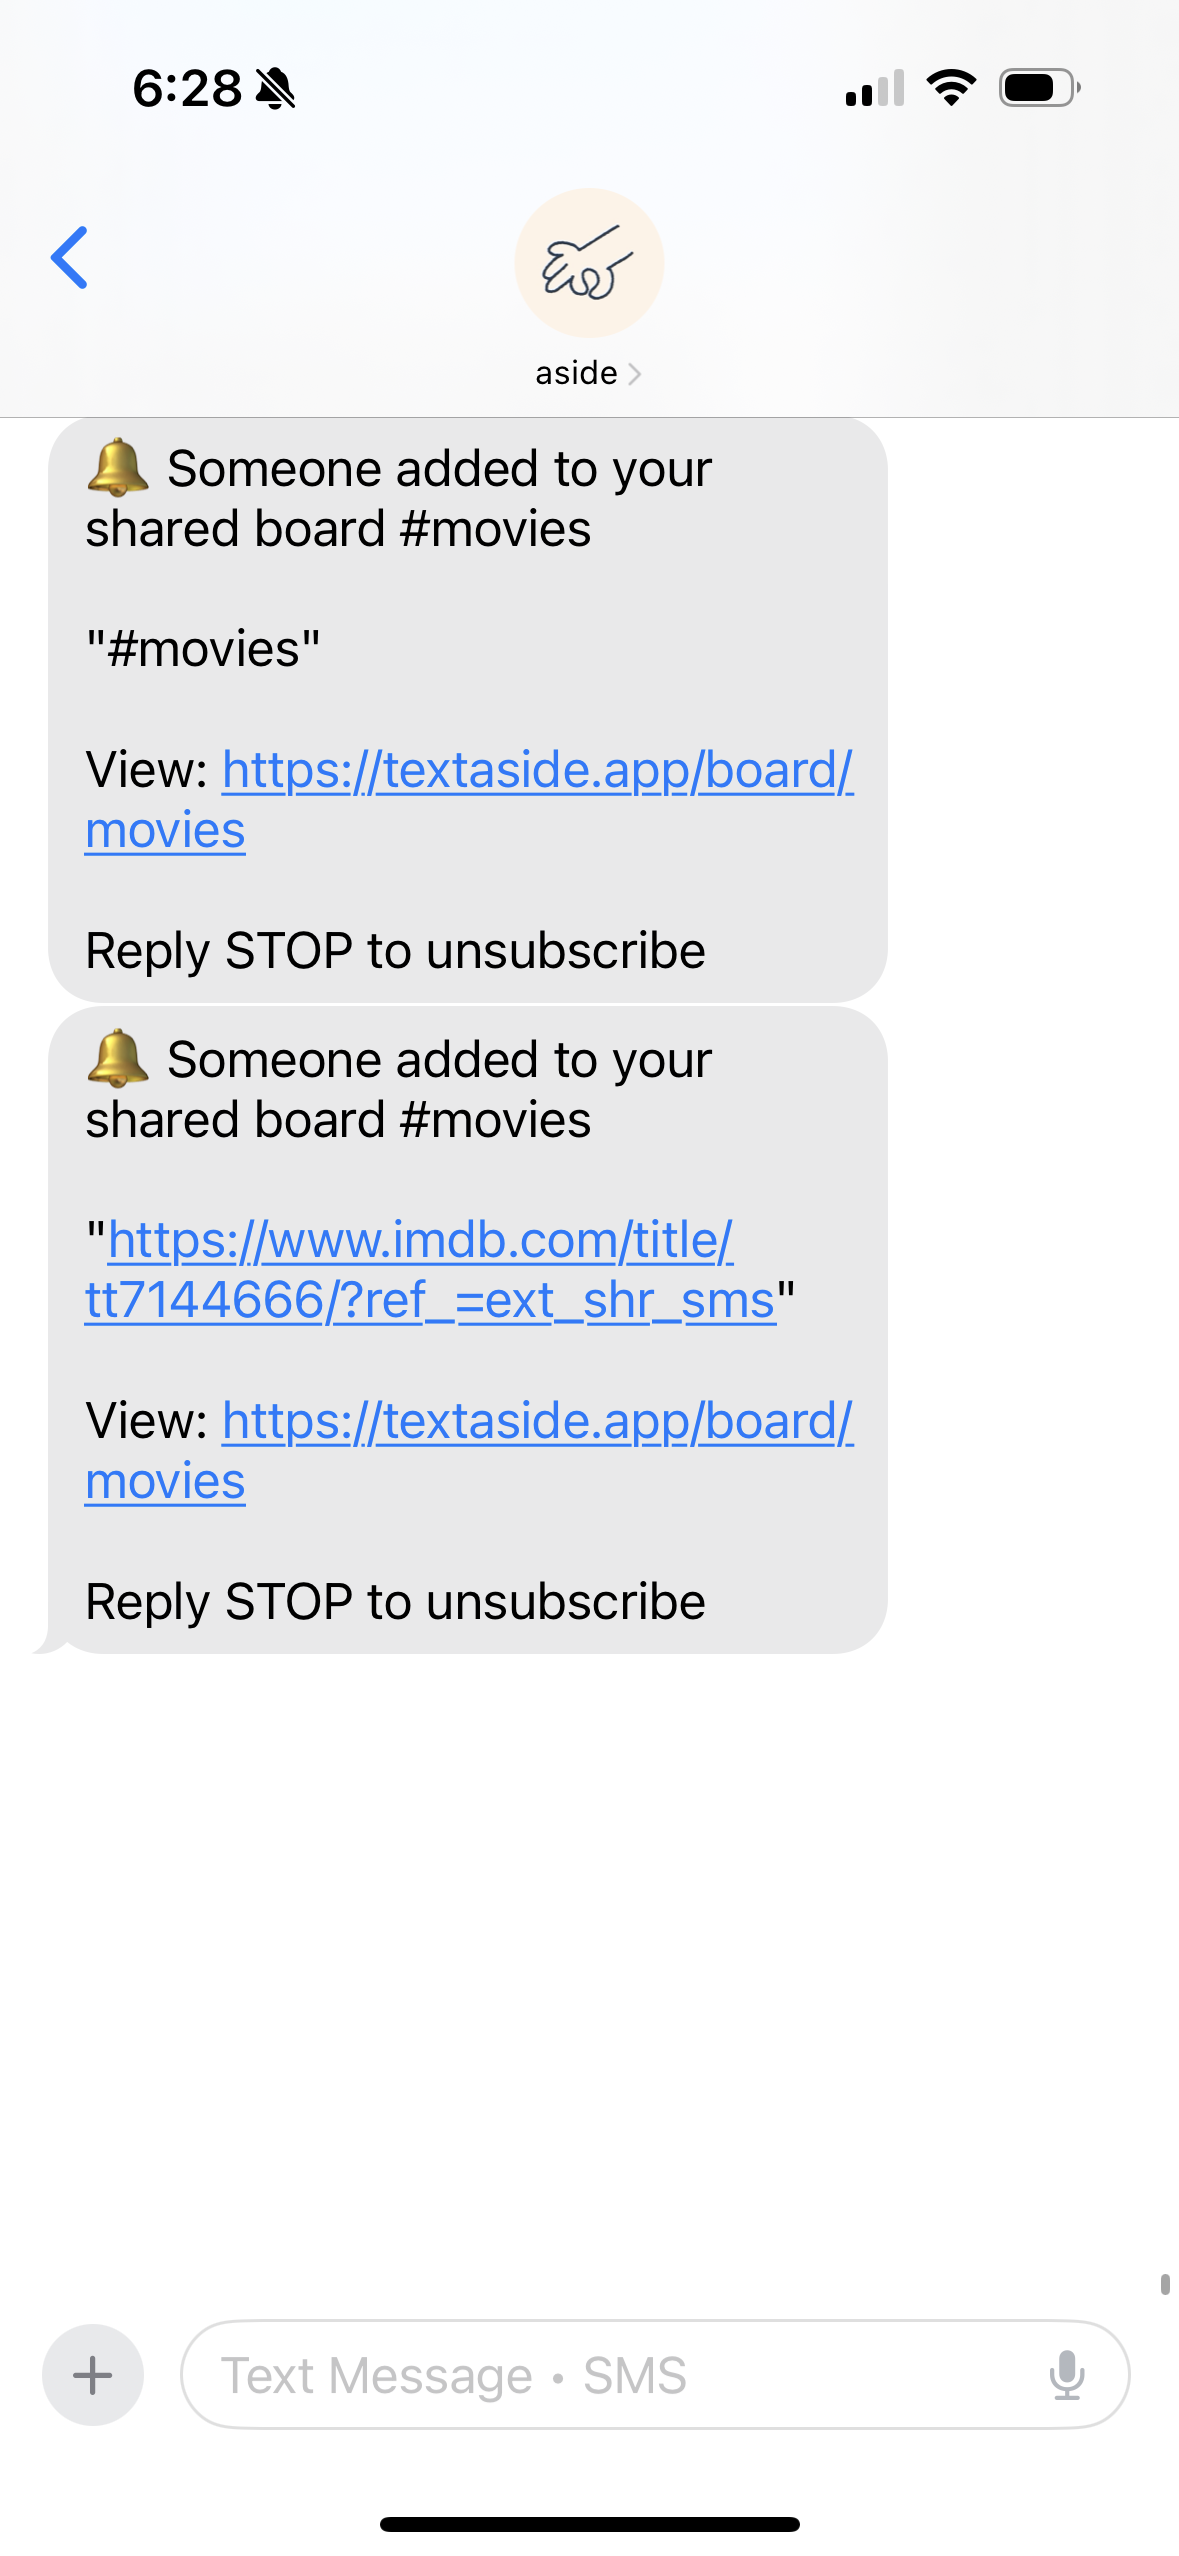 6:28
aside
🔔 Someone added to your
shared board #movies
"#movies"
View: https://textaside.app/board/
movies
Reply STOP to unsubscribe
🔔 Someone added to your
shared board #movies
"https://www.imdb.com/title/
tt7144666/?ref_=ext_shr_sms"
View: https://textaside.app/board/
movies
Reply STOP to unsubscribe
Text Message • SMS